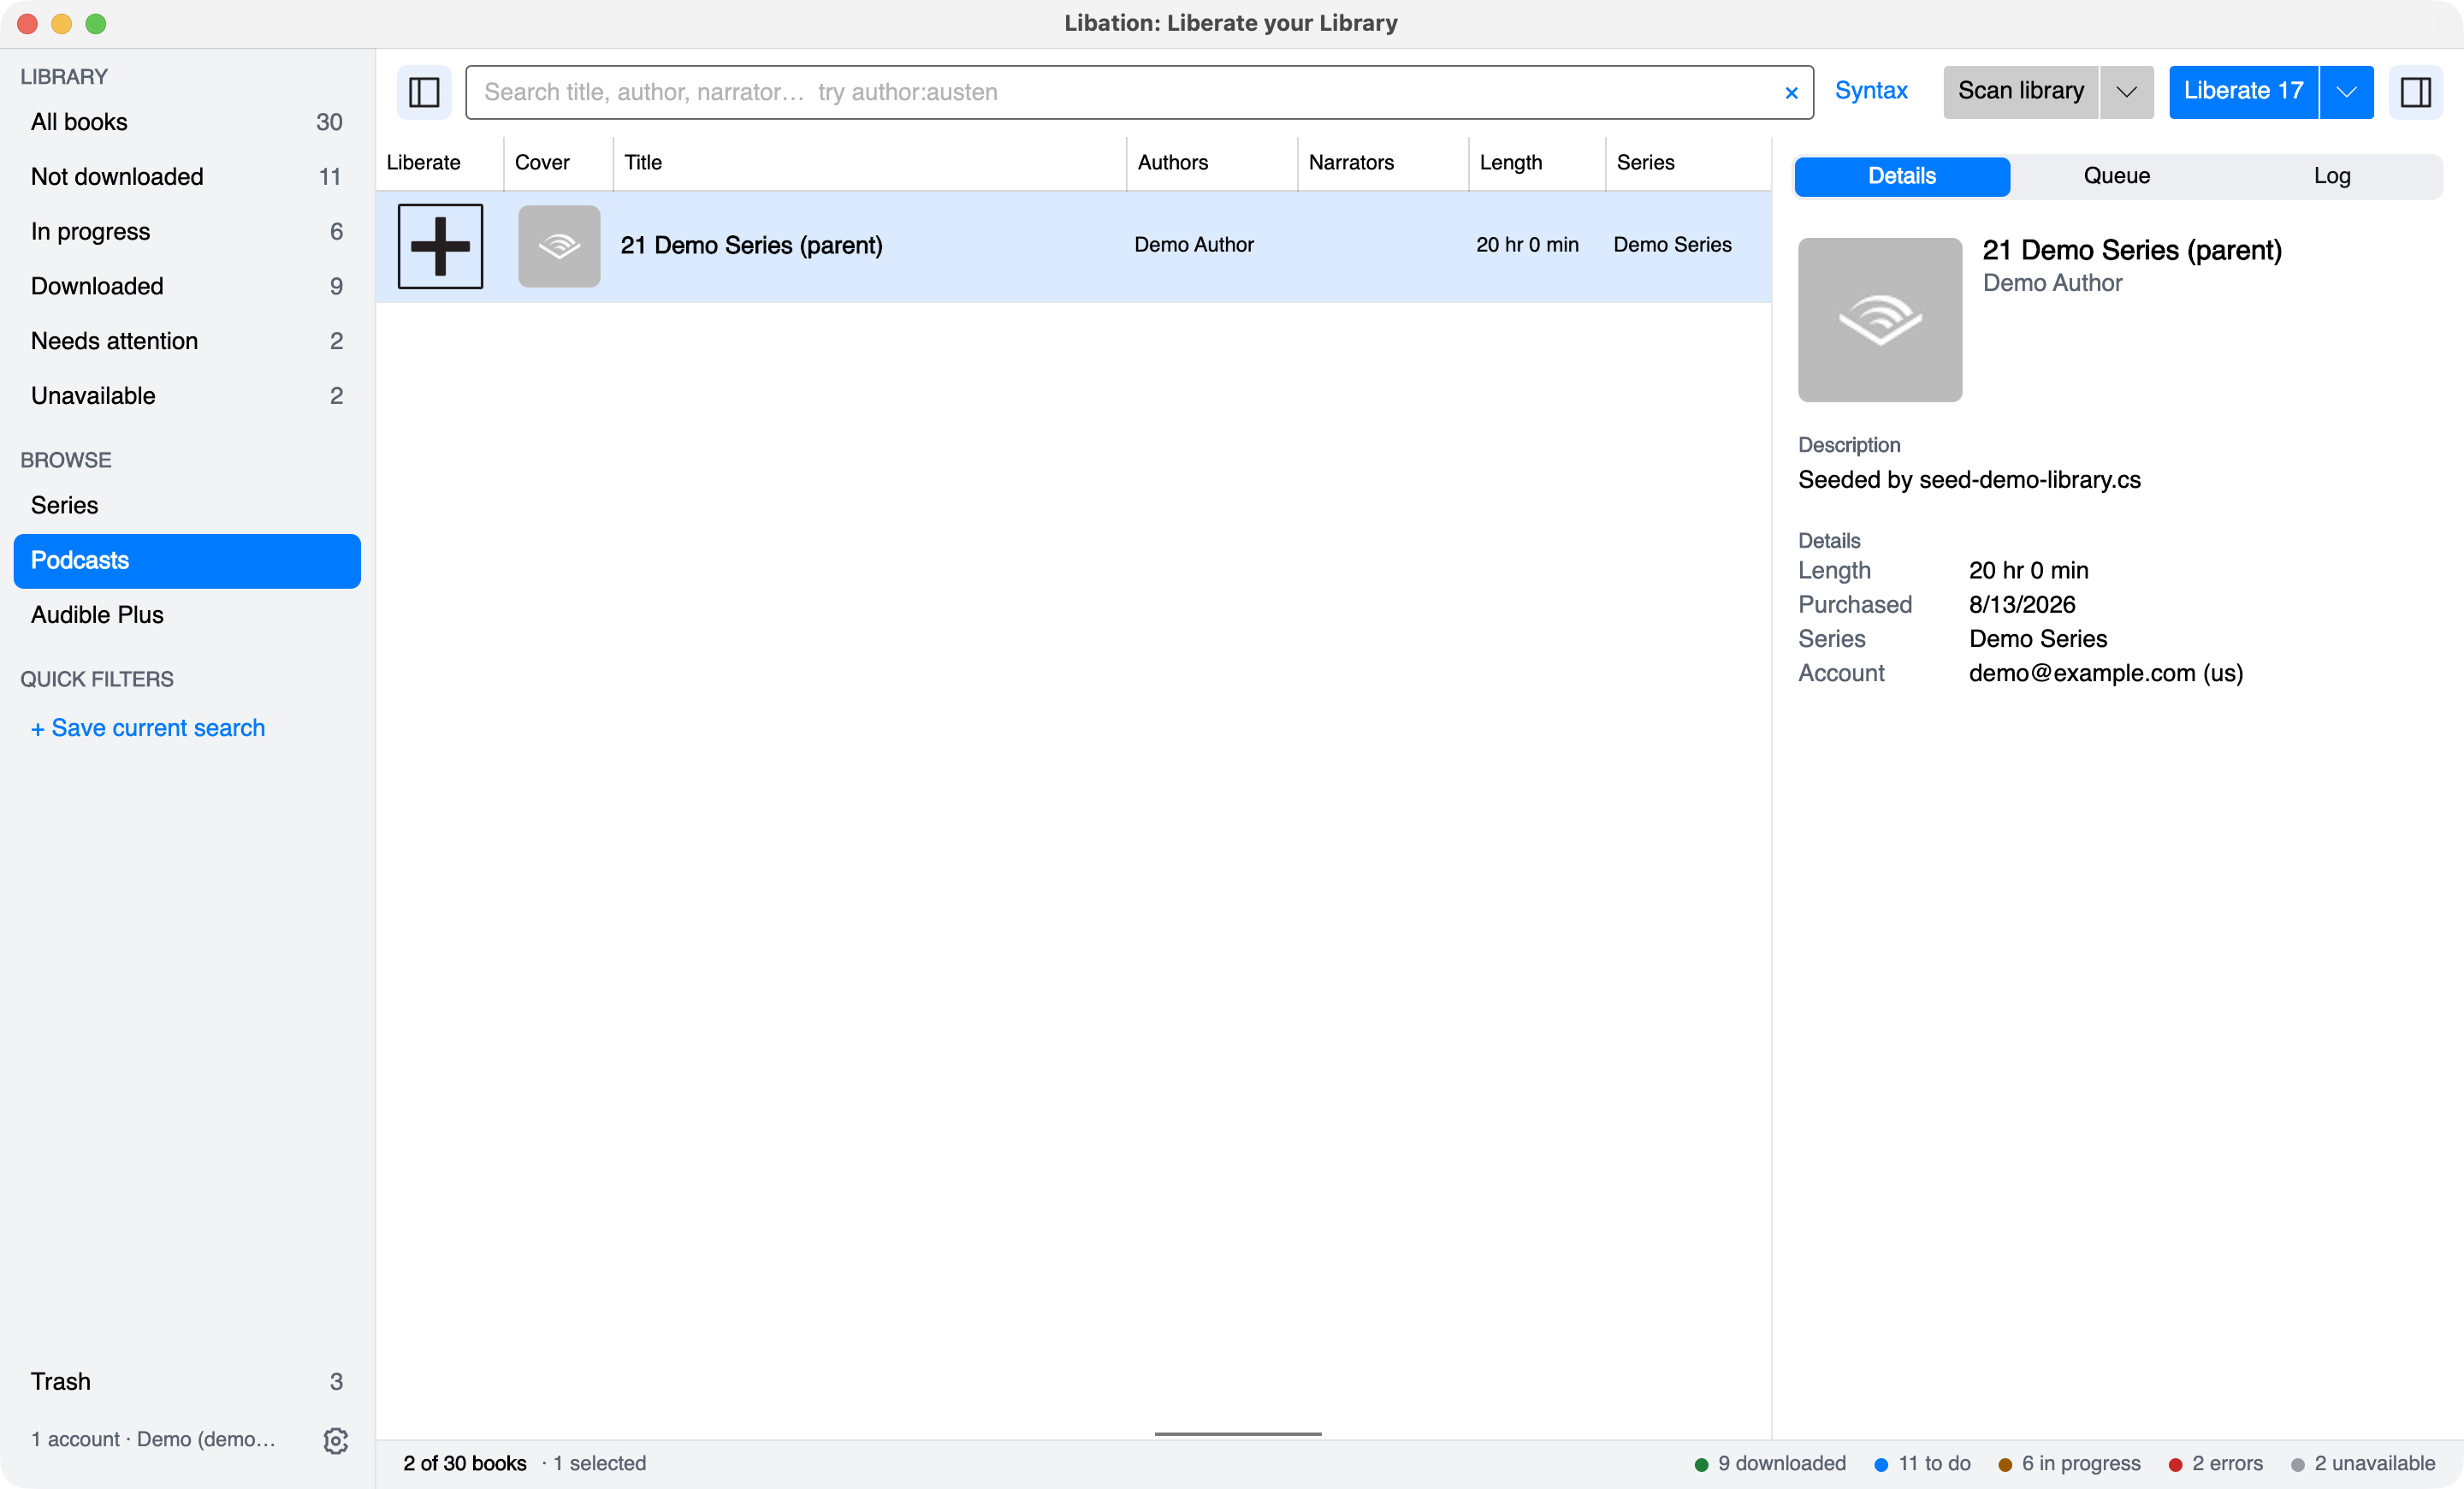 Libation: Liberate your Library
LIBRARY
All books 30
Not downloaded 11
In progress 6
Downloaded 9
Needs attention 2
Unavailable 2
BROWSE
Series
Podcasts
Audible Plus
QUICK FILTERS
+ Save current search
Trash 3
1 account · Demo (demo…
Search title, author, narrator… try author:austen × Syntax Scan library Liberate 17
Liberate Cover Title Authors Narrators Length Series
21 Demo Series (parent) Demo Author 20 hr 0 min Demo Series
2 of 30 books · 1 selected
Details Queue Log
21 Demo Series (parent)
Demo Author
Description
Seeded by seed-demo-library.cs
Details
Length 20 hr 0 min
Purchased 8/13/2026
Series Demo Series
Account demo@example.com (us)
9 downloaded 11 to do 6 in progress 2 errors 2 unavailable